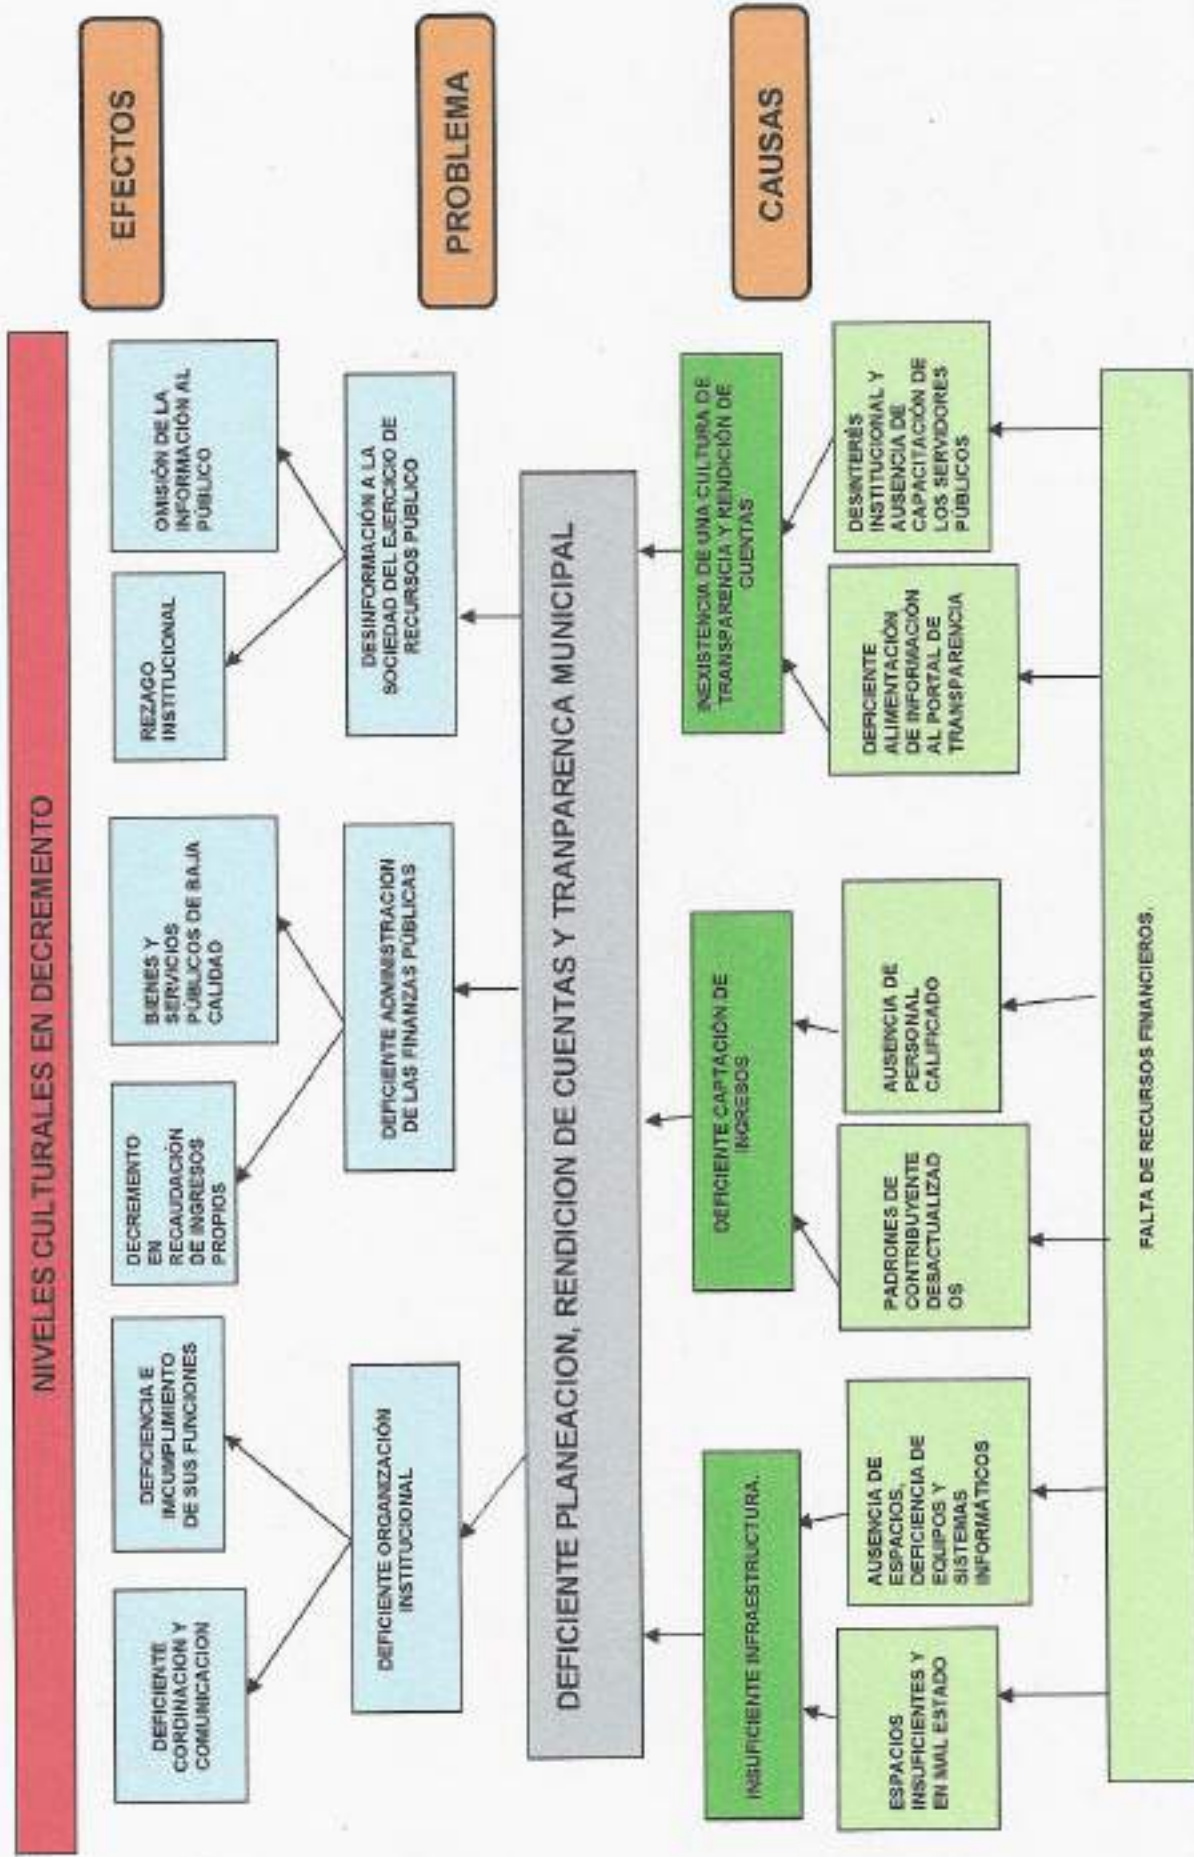 NIVELES CULTURALES EN DECREMENTO
EFECTOS
DEFICIENTE
CORDINACION Y
COMUNICACION
DEFICIENCIA E
IMCUMPLIMIENTO
DE SUS FUNCIONES
DECREMENTO
EN
RECAUDACIÓN
DE INGRESOS
PROPIOS
BIENES Y
SERVICIOS
PÚBLICOS DE BAJA
CALIDAD
REZAGO
INSTITUCIONAL
OMISIÓN DE LA
INFORMACIÓN AL
PÚBLICO
DEFICIENTE ORGANIZACIÓN
INSTITUCIONAL
DEFICIENTE ADMINISTRACION
DE LAS FINANZAS PÚBLICAS
DESINFORMACIÓN A LA
SOCIEDAD DEL EJERCICIO DE
RECURSOS PÚBLICO
PROBLEMA
DEFICIENTE PLANEACION, RENDICION DE CUENTAS Y TRANPARENCA MUNICIPAL
INSUFICIENTE INFRAESTRUCTURA.
DEFICIENTE CAPTACIÓN DE
INGRESOS
INEXISTENCIA DE UNA CULTURA DE
TRANSPARENCIA Y RENDICIÓN DE
CUENTAS
CAUSAS
ESPACIOS
INSUFICIENTES Y
EN MAL ESTADO
AUSENCIA DE
ESPACIOS,
DEFICIENCIA DE
EQUIPOS Y
SISTEMAS
INFORMÁTICOS
PADRONES DE
CONTRIBUYENTE
DESACTUALIZAD
OS
AUSENCIA DE
PERSONAL
CALIFICADO
DEFICIENTE
ALIMENTACIÓN
DE INFORMACIÓN
AL PORTAL DE
TRANSPARENCIA
DESINTERÉS
INSTITUCIONAL Y
AUSENCIA DE
CAPACITACIÓN DE
LOS SERVIDORES
PÚBLICOS
FALTA DE RECURSOS FINANCIEROS.